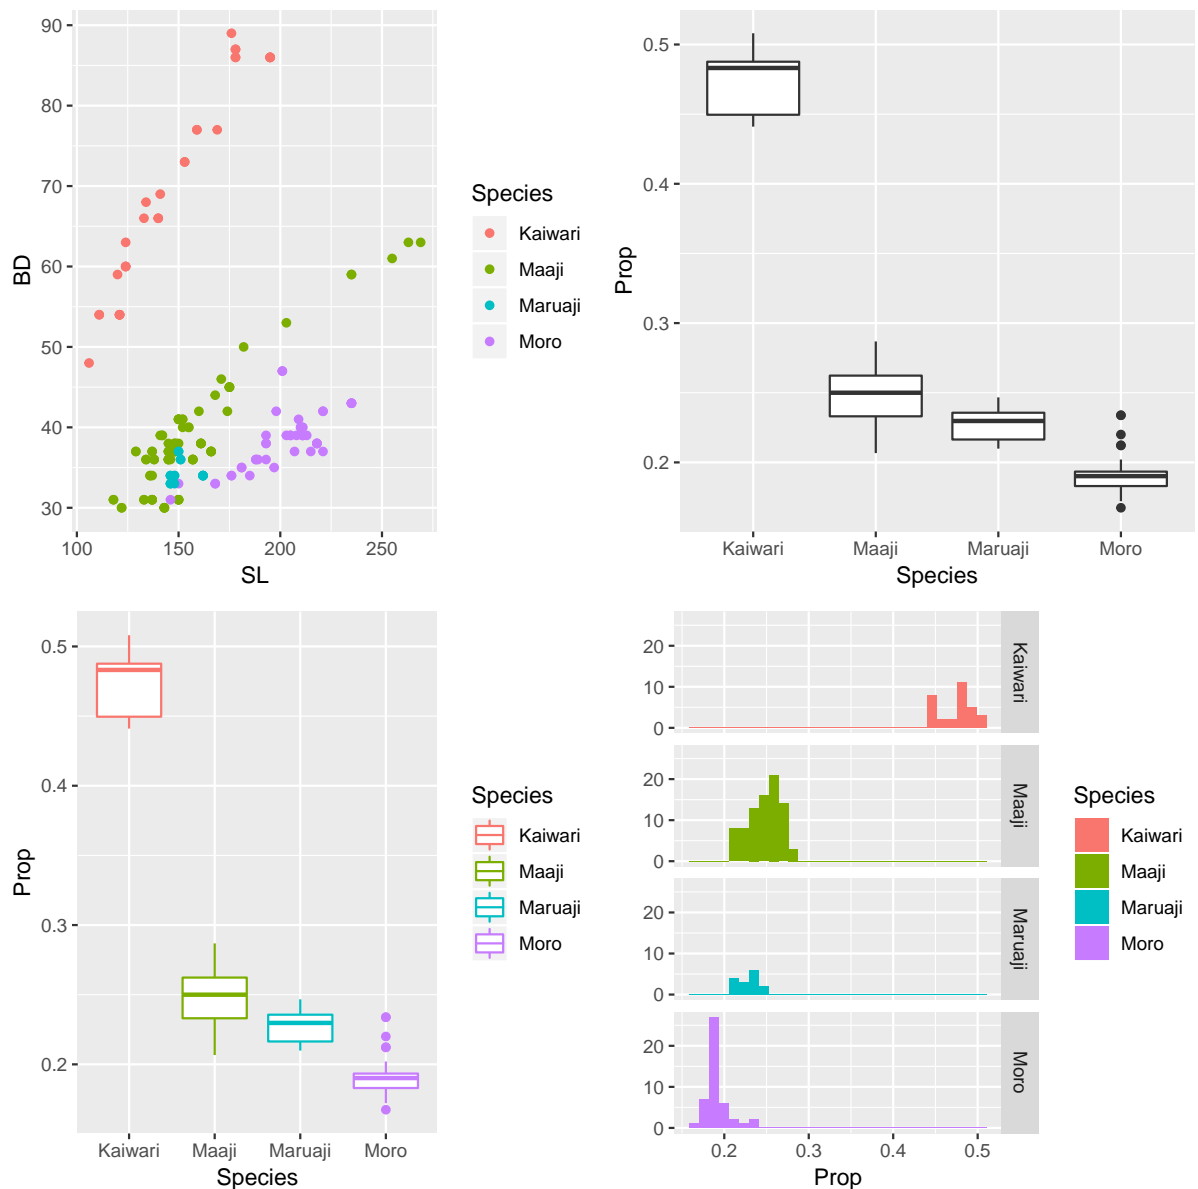 90
80
70
60
50
40
30
BD
100 150 200 250
SL
Species
Kaiwari
Maaji
Maruaji
Moro
0.5
0.4
0.3
0.2
Prop
Kaiwari Maaji Maruaji Moro
Species
0.5
0.4
0.3
0.2
Prop
Kaiwari Maaji Maruaji Moro
Species
Species
Kaiwari
Maaji
Maruaji
Moro
20
10
0
Kaiwari
20
10
0
Maaji
20
10
0
Maruaji
20
10
0
Moro
0.2 0.3 0.4 0.5
Prop
Species
Kaiwari
Maaji
Maruaji
Moro